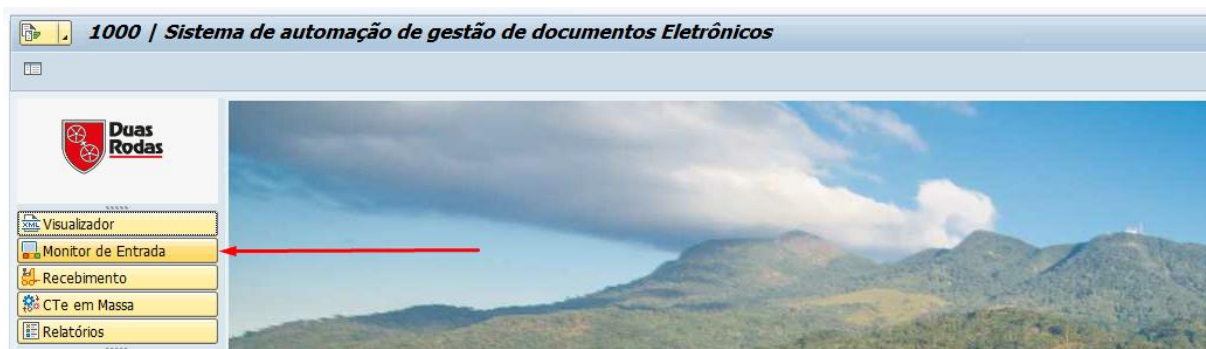 1000 | Sistema de automação de gestão de documentos Eletrônicos
Duas
Rodas
XML Visualizador
Monitor de Entrada
Recebimento
CTe em Massa
Relatórios